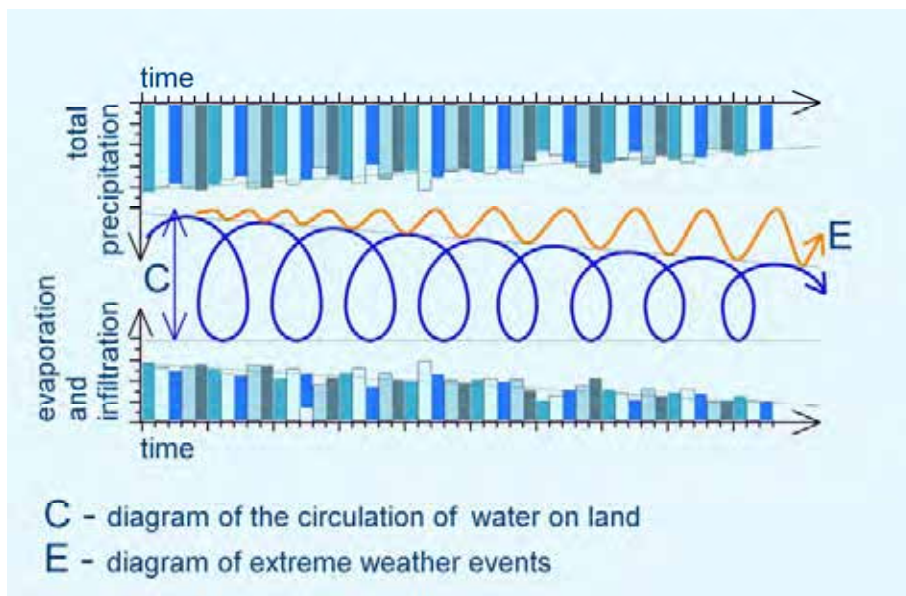 time
total
precipitation
E
C
evaporation
and
infiltration
time
C - diagram of the circulation of water on land
E - diagram of extreme weather events